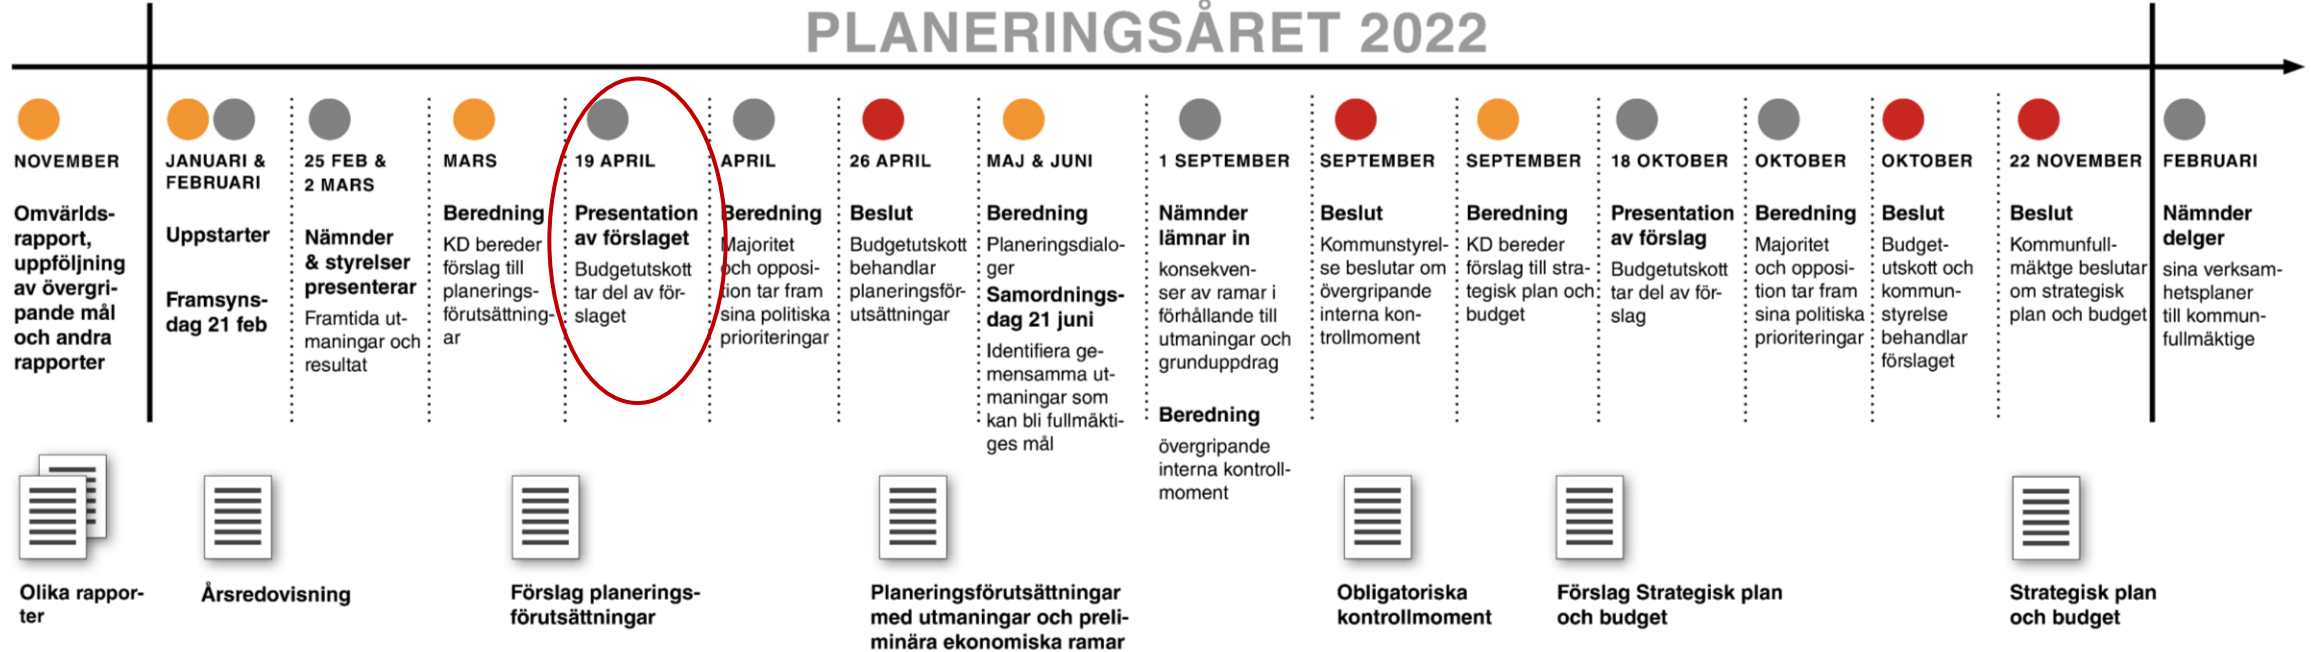 PLANERINGSÅRET 2022
NOVEMBER
Omvärlds-
rapport,
uppföljning
av övergri-
pande mål
och andra
rapporter
JANUARI &
FEBRUARI
Uppstarter
Framsyns-
dag 21 feb
25 FEB &
2 MARS
Nämnder
& styrelser
presenterar
Framtida ut-
maningar och
resultat
MARS
Beredning
KD bereder
förslag till
planerings-
förutsättning-
ar
19 APRIL
Presentation
av förslaget
Budgetutskott
tar del av för-
slaget
APRIL
Beredning
Majoritet
och opposi-
tion tar fram
sina politiska
prioriteringar
26 APRIL
Beslut
Budgetutskott
behandlar
planeringsför-
utsättningar
MAJ & JUNI
Beredning
Planeringsdialo-
ger
Samordnings-
dag 21 juni
Identifiera ge-
mensamma ut-
maningar som
kan bli fullmäkti-
ges mål
1 SEPTEMBER
Nämnder
lämnar in
konsekven-
ser av ramar i
förhållande till
utmaningar och
grunduppdrag
Beredning
övergripande
interna kontroll-
moment
SEPTEMBER
Beslut
Kommunstyrel-
se beslutar om
övergripande
interna kon-
trollmoment
SEPTEMBER
Beredning
KD bereder
förslag till stra-
tegisk plan och
budget
18 OKTOBER
Presentation
av förslag
Budgetutskott
tar del av för-
slag
OKTOBER
Beredning
Majoritet
och opposi-
tion tar fram
sina politiska
prioriteringar
OKTOBER
Beslut
Budget-
utskott och
kommun-
styrelse
behandlar
förslaget
22 NOVEMBER
Beslut
Kommunfull-
mäktge beslutar
om strategisk
plan och budget
FEBRUARI
Nämnder
delger
sina verksam-
hetsplaner
till kommun-
fullmäktige
Olika rappor-
ter
Årsredovisning
Förslag planerings-
förutsättningar
Planeringsförutsättningar
med utmaningar och preli-
minära ekonomiska ramar
Obligatoriska
kontrollmoment
Förslag Strategisk plan
och budget
Strategisk plan
och budget